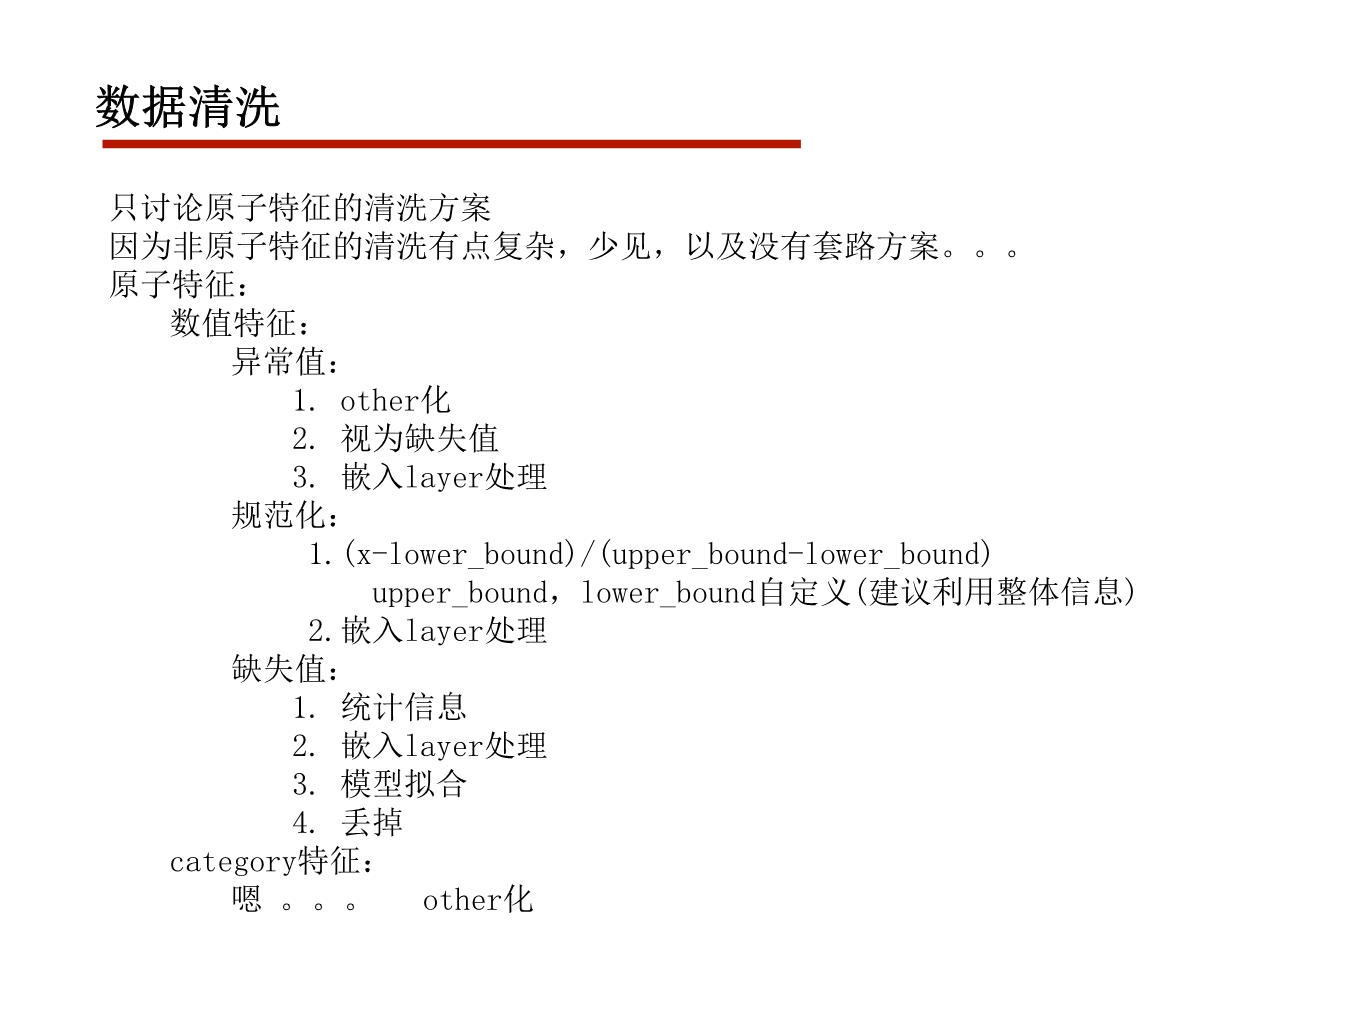 数据清洗
只讨论原子特征的清洗方案
因为非原子特征的清洗有点复杂，少见，以及没有套路方案。。。
原子特征：
数值特征：
异常值：
1. other化
2. 视为缺失值
3. 嵌入layer处理
规范化：
1.(x-lower_bound)/(upper_bound-lower_bound)
upper_bound，lower_bound自定义(建议利用整体信息)
2.嵌入layer处理
缺失值：
1. 统计信息
2. 嵌入layer处理
3. 模型拟合
4. 丢掉
category特征：
嗯 。。。 other化